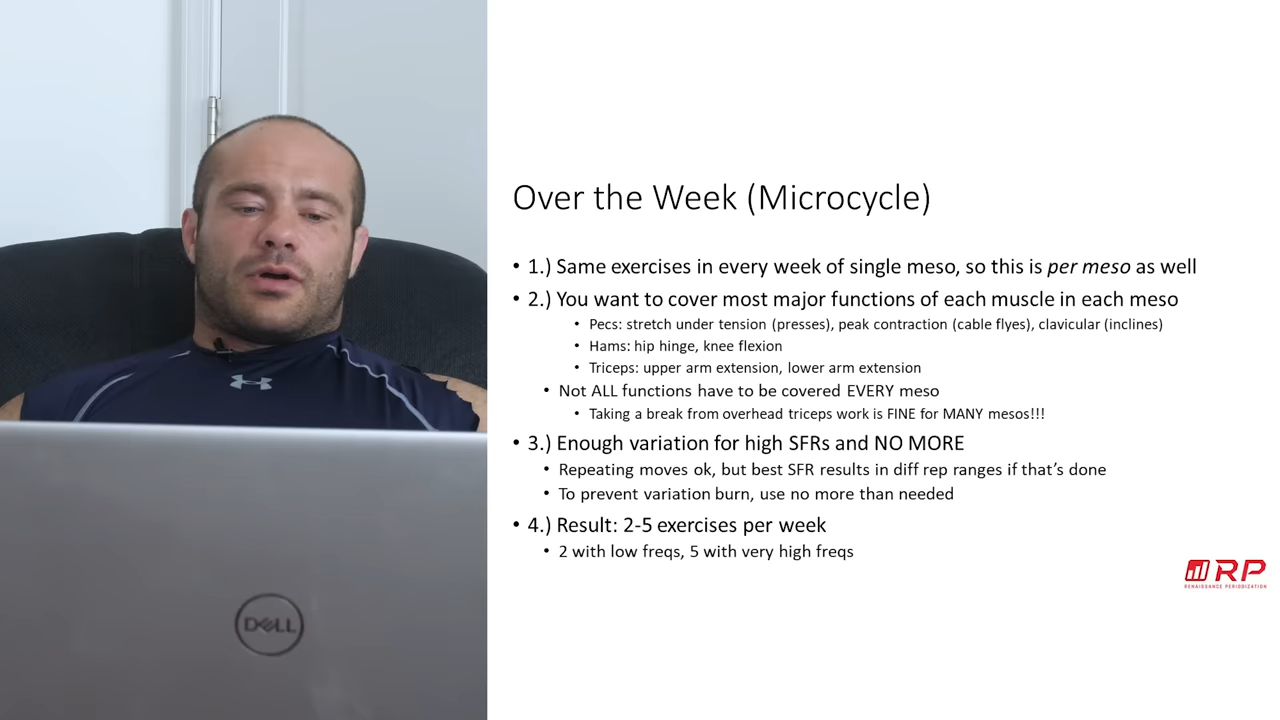 Over the Week (Microcycle)
• 1.) Same exercises in every week of single meso, so this is per meso as well
• 2.) You want to cover most major functions of each muscle in each meso
• Pecs: stretch under tension (presses), peak contraction (cable flyes), clavicular (inclines)
• Hams: hip hinge, knee flexion
• Triceps: upper arm extension, lower arm extension
• Not ALL functions have to be covered EVERY meso
• Taking a break from overhead triceps work is FINE for MANY mesos!!!
• 3.) Enough variation for high SFRs and NO MORE
• Repeating moves ok, but best SFR results in diff rep ranges if that's done
• To prevent variation burn, use no more than needed
• 4.) Result: 2-5 exercises per week
• 2 with low freqs, 5 with very high freqs
RP
RENAISSANCE PERIODIZATION
DELL